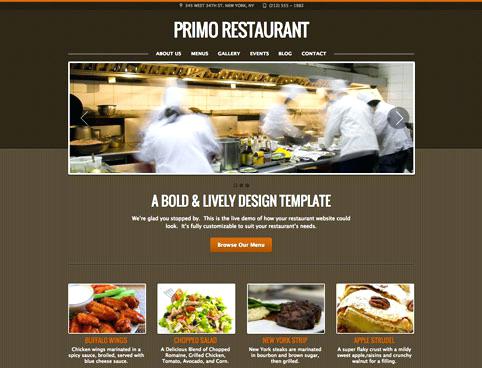 345 WEST 34TH ST. NEW YORK, NY (212) 555 - 1983
PRIMO RESTAURANT
ABOUT US MENUS GALLERY EVENTS BLOG CONTACT
A BOLD & LIVELY DESIGN TEMPLATE
We're glad you stopped by. This is the live demo of how your restaurant website could
look. It's fully customizable to suit your restaurant's needs.
Browse Our Menu
BUFFALO WINGS
Chicken wings marinated in a
spicy sauce, broiled, served with
blue cheese sauce.
CHOPPED SALAD
A Delicious Blend of Chopped
Romaine, Grilled Chicken,
Tomato, Avocado, and Corn.
NEW YORK STRIP
New York steaks are marinated
in bourbon and brown sugar,
then grilled.
APPLE STRUDEL
A super flaky crust with a mildly
sweet apple,raisins and crunchy
walnut for a filling.